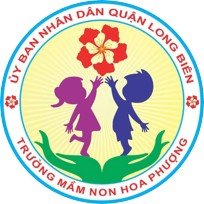 ỦY BAN NHÂN DÂN QUẬN LONG BIÊN
TRƯỜNG MẦM NON HOA PHƯỢNG